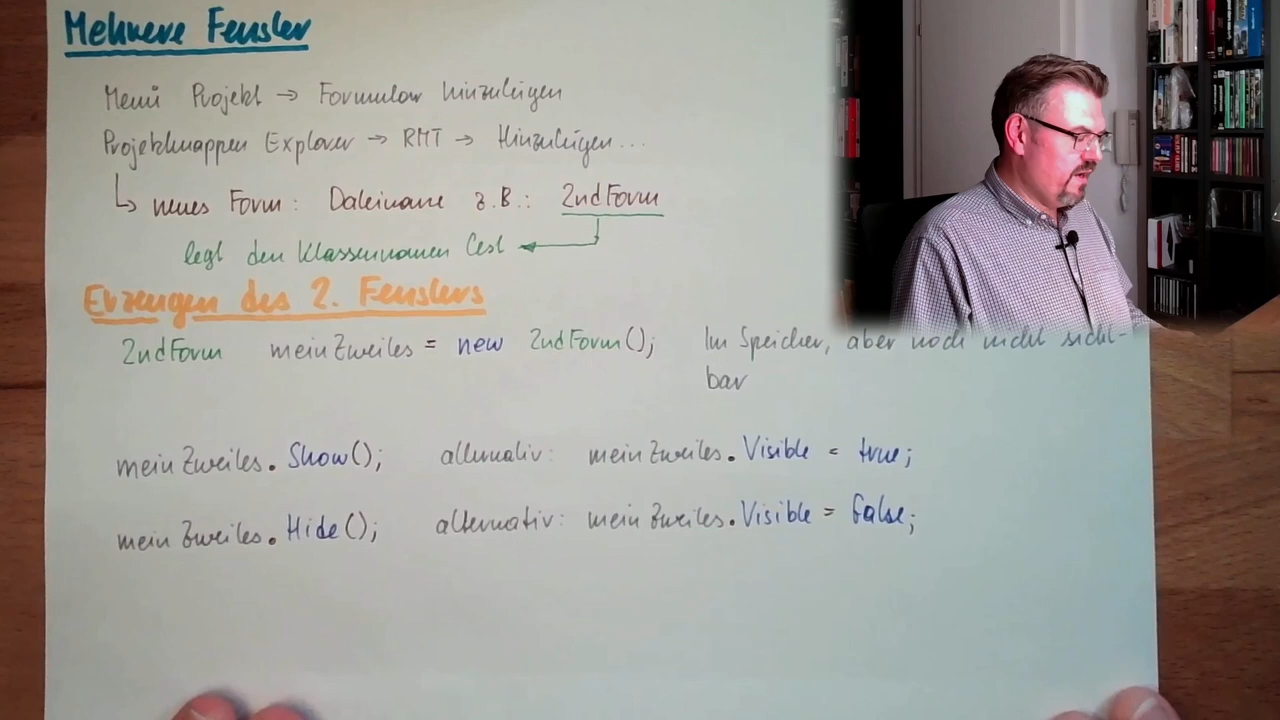 Mehrere Fenster
Menü Projekt → Formular hinzufügen
Projektmappen Explorer → RMT → Hinzufügen...
↳ neues Form: Dateiname z.B.: 2ndForm
legt den Klassennamen fest ←
Erzeugen des 2. Fensters
2ndForm meinZweites = new 2ndForm(); Im Speicher, aber noch nicht sicht-
bar
meinZweites.Show(); alternativ: meinZweites.Visible = true;
meinZweites.Hide(); alternativ: meinZweites.Visible = false;